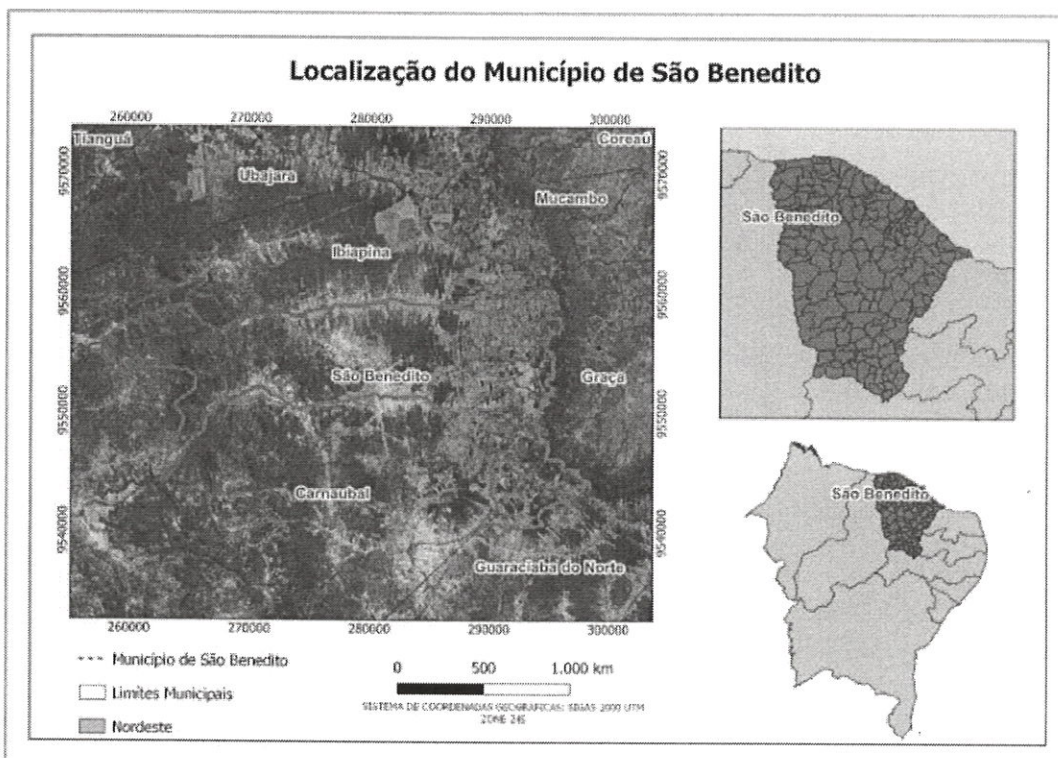 Localização do Município de São Benedito
260000 270000 280000 290000 300000
Tianguá Coreaú
9570000 9570000
Ubajara
Mucambo
Ibiapina
9560000 9560000
São Benedito
Graça
9550000 9550000
Carnaubal
9540000 9540000
Guaraciaba do Norte
260000 270000 280000 290000 300000
São Benedito
São Benedito
Município de São Benedito
Limites Municipais
Nordeste
0 500 1.000 km
SISTEMA DE COORDENADAS GEOGRAFICAS: SIGAS 2000 UTM
ZONE 24S